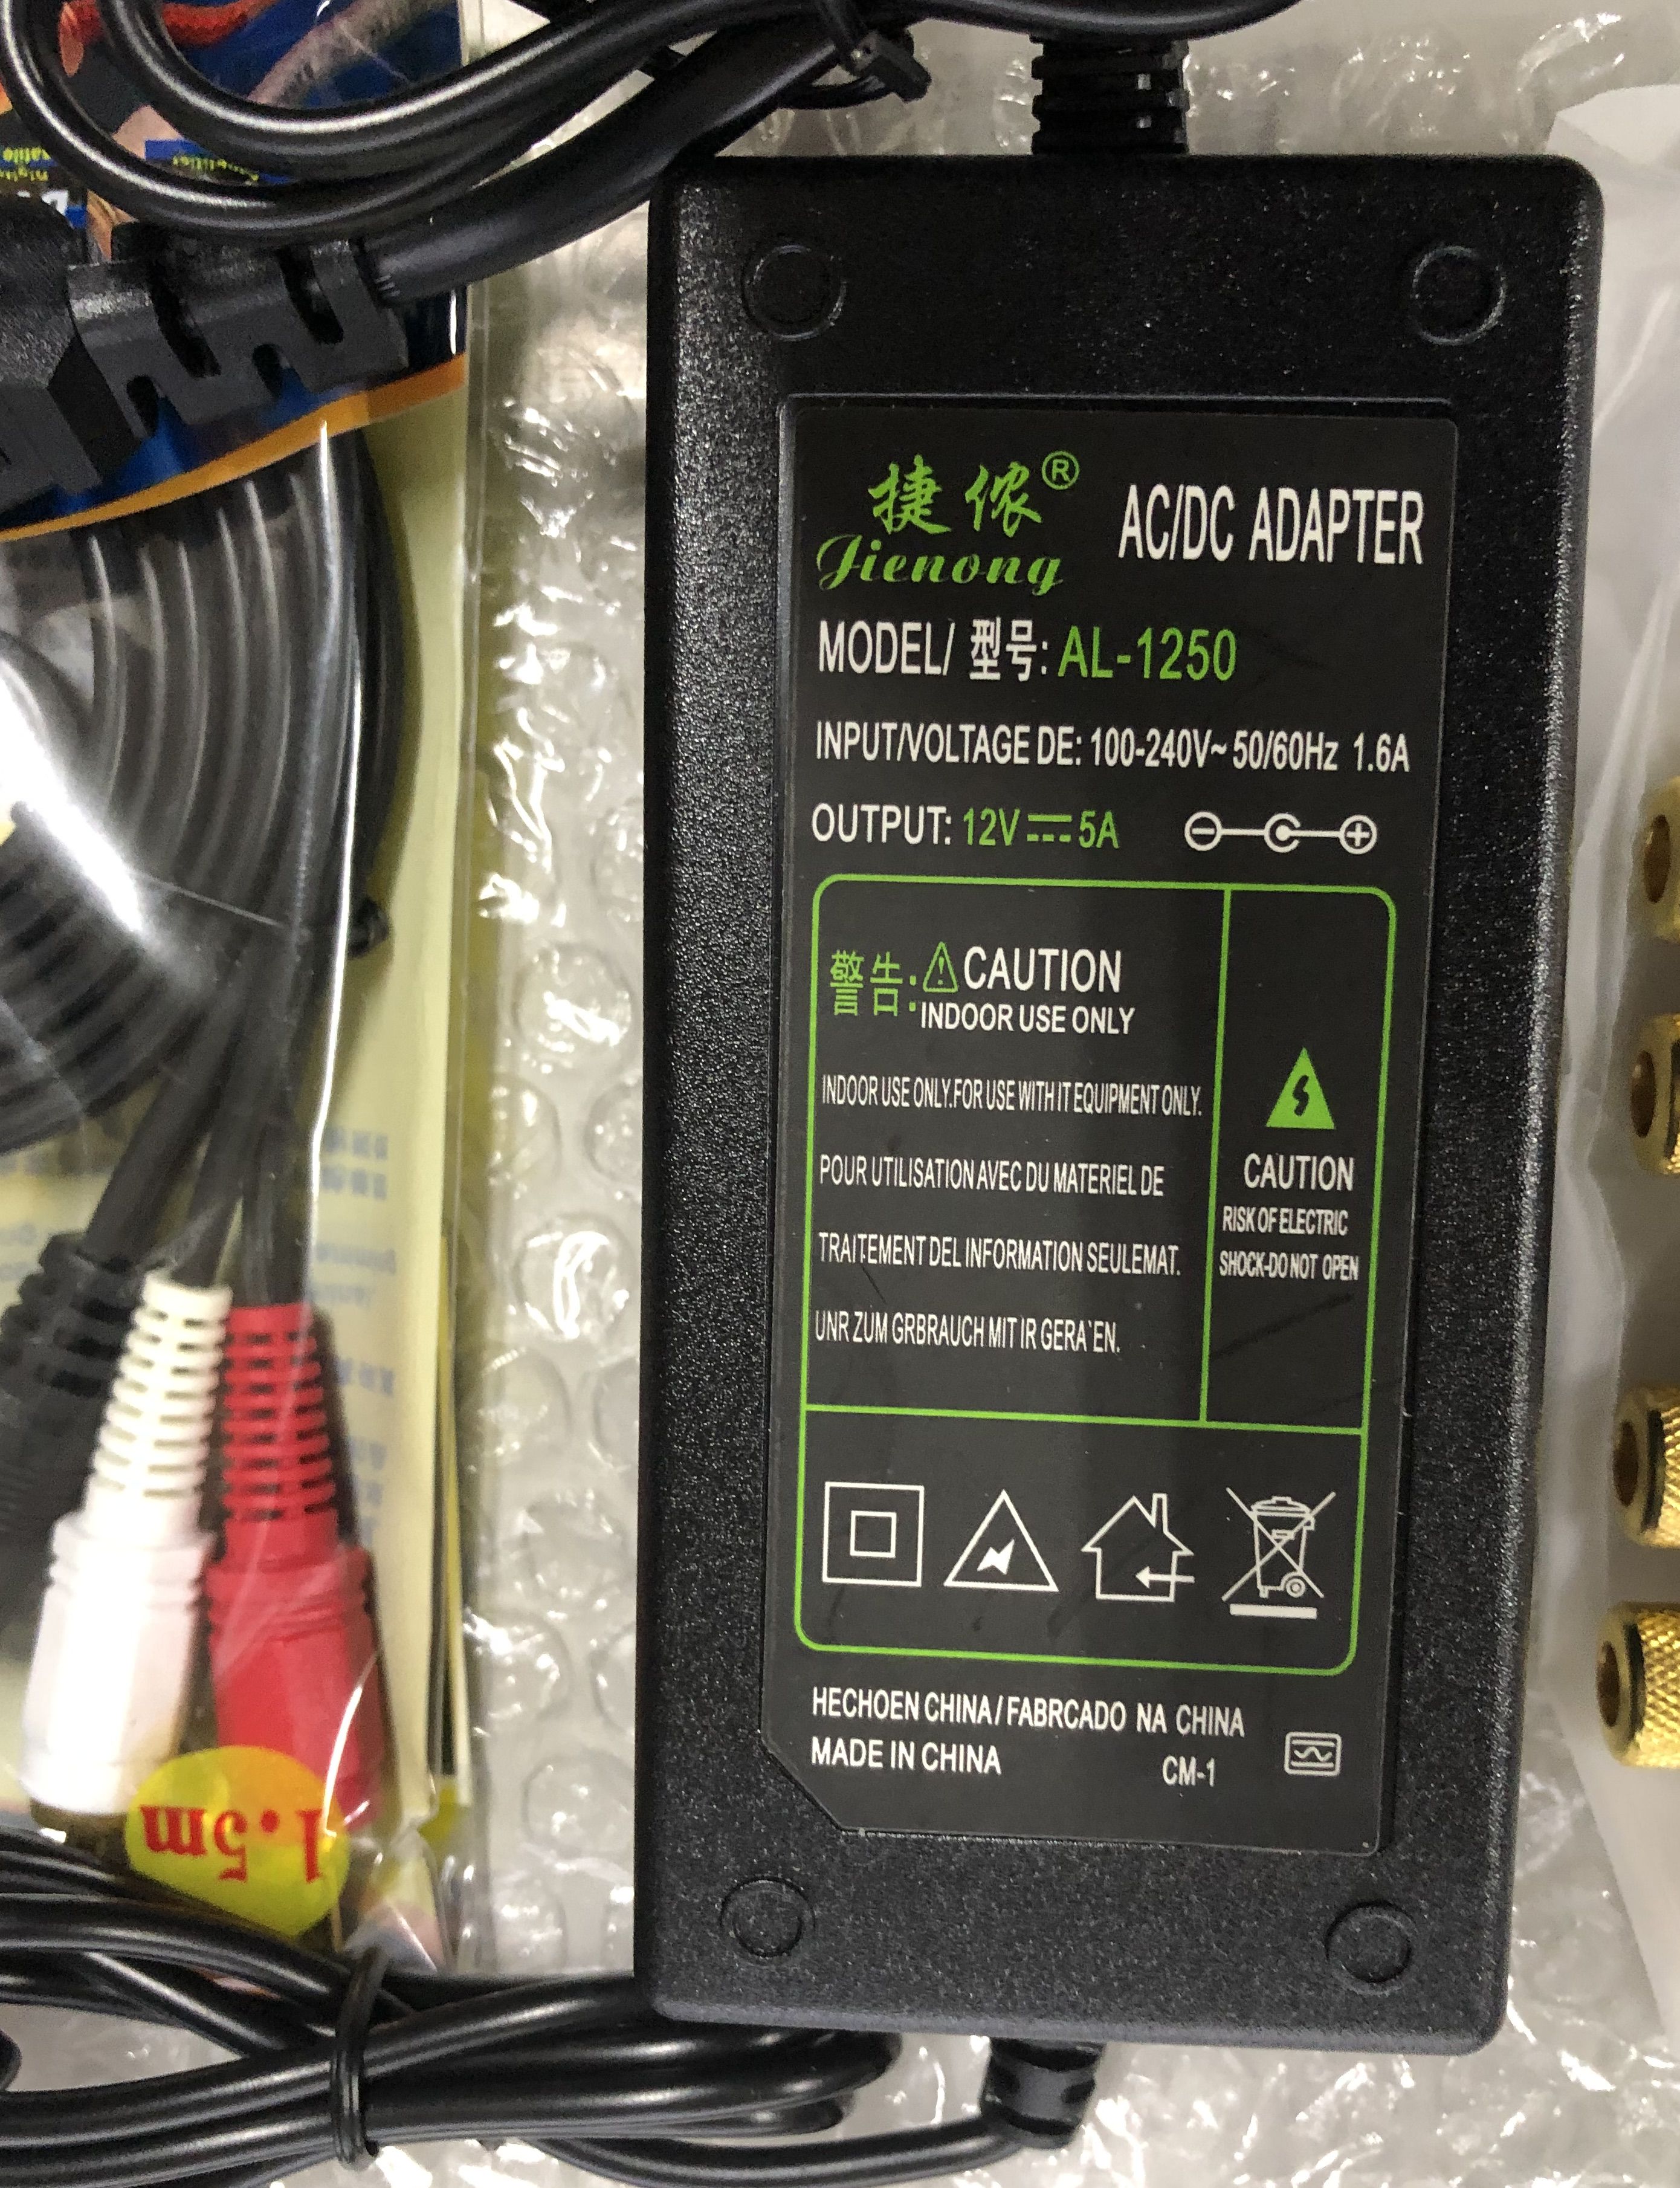 捷侬®
Jienong
AC/DC ADAPTER
MODEL/ 型号: AL-1250
INPUT/VOLTAGE DE: 100-240V~ 50/60Hz 1.6A
OUTPUT: 12V 5A
警告: CAUTION
INDOOR USE ONLY
INDOOR USE ONLY.FOR USE WITH IT EQUIPMENT ONLY.
POUR UTILISATION AVEC DU MATERIEL DE
TRAITEMENT DEL INFORMATION SEULEMAT.
UNR ZUM GRBRAUCH MIT IR GERA`EN.
CAUTION
RISK OF ELECTRIC
SHOCK-DO NOT OPEN
HECHOEN CHINA / FABRCADO NA CHINA
MADE IN CHINA
CM-1
1.5m